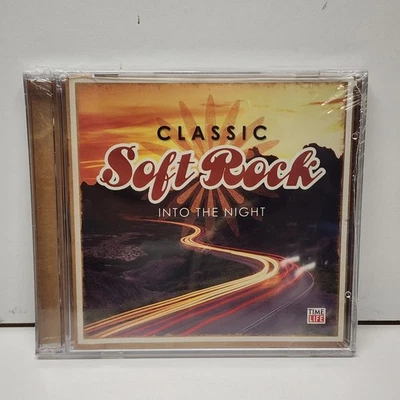 CLASSIC
Soft Rock
INTO THE NIGHT
TIME
LIFE